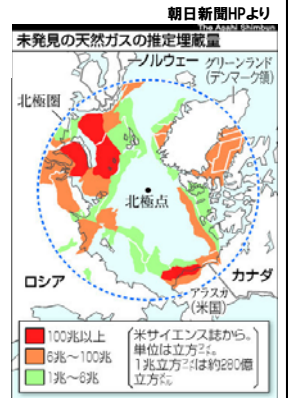 朝日新聞HPより
The Asahi Shimbun
未発見の天然ガスの推定埋蔵量
ノルウェー
グリーンランド
(デンマーク領)
北極圏
北極点
ロシア
カナダ
アラスカ
(米国)
100兆以上
6兆～100兆
1兆～6兆
米サイエンス誌から。
単位は立方フィート。
1兆立方フィートは約280億
立方メートル